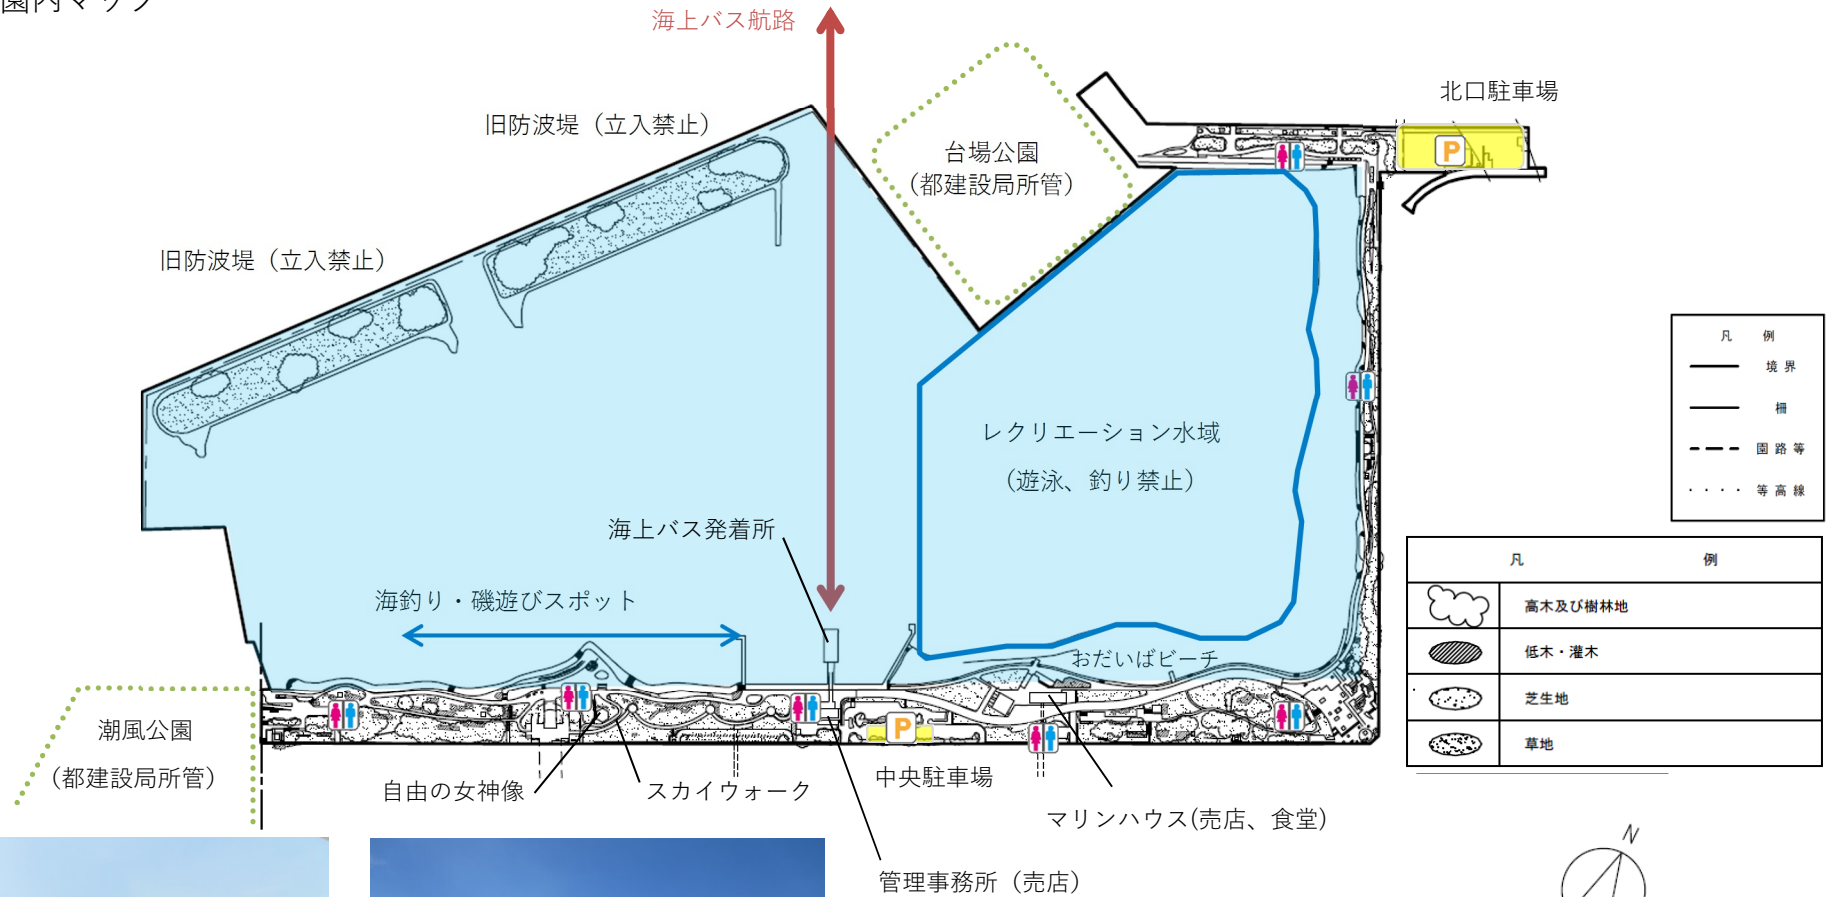 園内マップ
海上バス航路
北口駐車場
P
旧防波堤（立入禁止）
台場公園
（都建設局所管）
旧防波堤（立入禁止）
凡 例
境 界
柵
園 路 等
等 高 線
レクリエーション水域
（遊泳、釣り禁止）
海上バス発着所
海釣り・磯遊びスポット
おだいばビーチ
凡 例
高木及び樹林地
低木・灌木
芝生地
草地
潮風公園
（都建設局所管）
P
自由の女神像
スカイウォーク
中央駐車場
マリンハウス(売店、食堂)
管理事務所（売店）
N